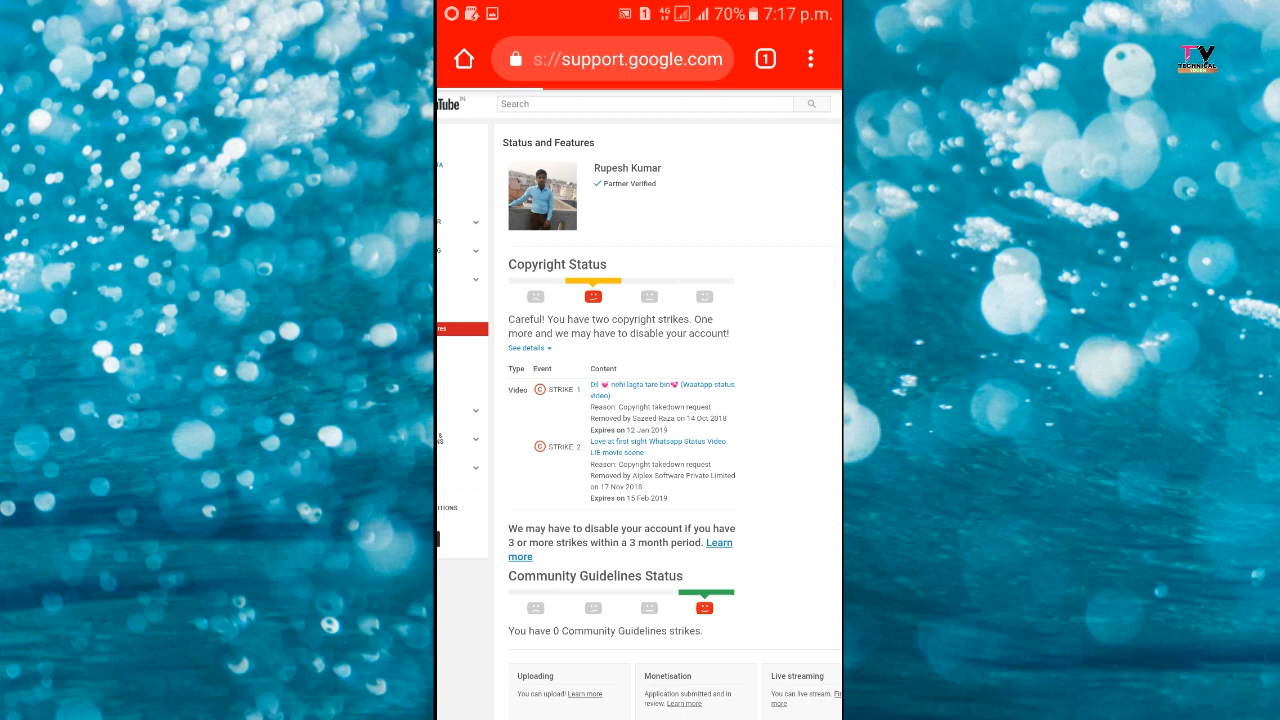 70% 7:17 p.m.
s://support.google.com
1
Tube IN
Search
Status and Features
Rupesh Kumar
Partner Verified
Copyright Status
Careful! You have two copyright strikes. One
more and we may have to disable your account!
See details
Type Event Content
Video © STRIKE 1 Dil 💓 nehi lagta tare bin💞 (Waatapp status
video)
Reason: Copyright takedown request
Removed by Sazeed Raza on 14 Oct 2018
Expires on 12 Jan 2019
© STRIKE 2 Love at first sight Whatsapp Status Video
LIE movie scene
Reason: Copyright takedown request
Removed by Aiplex Software Private Limited
on 17 Nov 2018
Expires on 15 Feb 2019
We may have to disable your account if you have
3 or more strikes within a 3 month period. Learn
more
Community Guidelines Status
You have 0 Community Guidelines strikes.
Uploading
You can upload! Learn more
Monetisation
Application submitted and in
review. Learn more
Live streaming
You can live stream.
more
TV
TECHNICAL